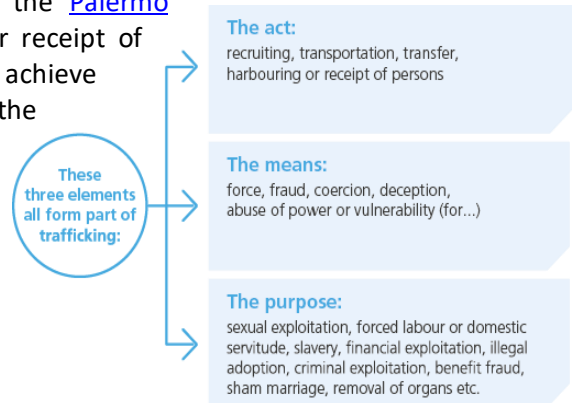 the Palermo
r receipt of
achieve
the
These
three elements
all form part of
trafficking:
The act:
recruiting, transportation, transfer,
harbouring or receipt of persons
The means:
force, fraud, coercion, deception,
abuse of power or vulnerability (for...)
The purpose:
sexual exploitation, forced labour or domestic
servitude, slavery, financial exploitation, illegal
adoption, criminal exploitation, benefit fraud,
sham marriage, removal of organs etc.